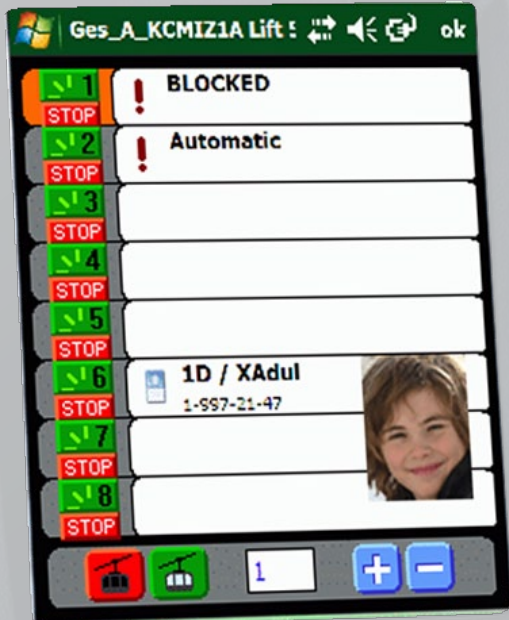 Ges_A_KCMIZ1A Lift
ok
1
STOP
BLOCKED
2
STOP
Automatic
3
STOP
4
STOP
5
STOP
6
STOP
1D / XAdul
1-997-21-47
7
STOP
8
STOP
1